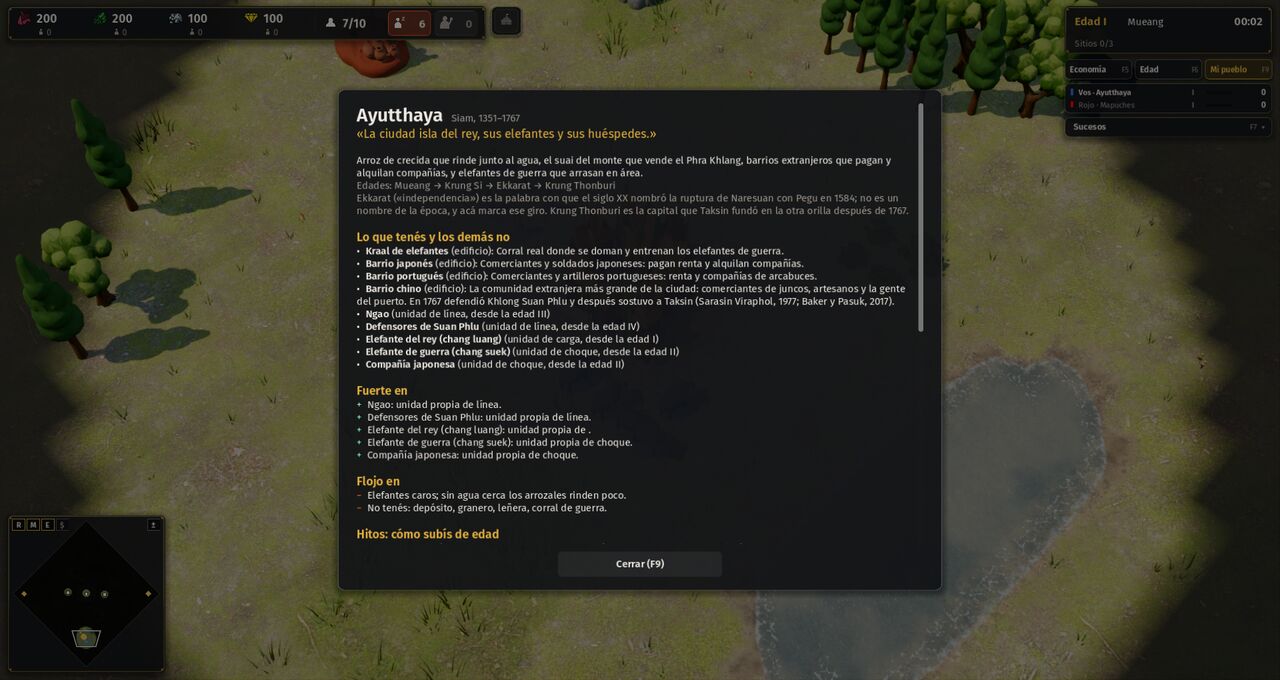 200 200 100 100 7/10 6 0
0 0 0 0
Edad I Mueang 00:02
Sitios 0/3
Economía F5 Edad F6 Mi pueblo F9
Vos · Ayutthaya I 0
Rojo · Mapuches I 0
Sucesos F7
Ayutthaya Siam, 1351–1767
«La ciudad isla del rey, sus elefantes y sus huéspedes.»
Arroz de crecida que rinde junto al agua, el suai del monte que vende el Phra Khlang, barrios extranjeros que pagan y
alquilan compañías, y elefantes de guerra que arrasan en área.
Edades: Mueang → Krung Si → Ekkarat → Krung Thonburi
Ekkarat («independencia») es la palabra con que el siglo XX nombró la ruptura de Naresuan con Pegu en 1584; no es un
nombre de la época, y acá marca ese giro. Krung Thonburi es la capital que Taksin fundó en la otra orilla después de 1767.
Lo que tenés y los demás no
• Kraal de elefantes (edificio): Corral real donde se doman y entrenan los elefantes de guerra.
• Barrio japonés (edificio): Comerciantes y soldados japoneses: pagan renta y alquilan compañías.
• Barrio portugués (edificio): Comerciantes y artilleros portugueses: renta y compañías de arcabuces.
• Barrio chino (edificio): La comunidad extranjera más grande de la ciudad: comerciantes de juncos, artesanos y la gente
del puerto. En 1767 defendió Khlong Suan Phlu y después sostuvo a Taksin (Sarasin Viraphol, 1977; Baker y Pasuk, 2017).
• Ngao (unidad de línea, desde la edad III)
• Defensores de Suan Phlu (unidad de línea, desde la edad IV)
• Elefante del rey (chang luang) (unidad de carga, desde la edad I)
• Elefante de guerra (chang suek) (unidad de choque, desde la edad II)
• Compañía japonesa (unidad de choque, desde la edad II)
Fuerte en
+ Ngao: unidad propia de línea.
+ Defensores de Suan Phlu: unidad propia de línea.
+ Elefante del rey (chang luang): unidad propia de .
+ Elefante de guerra (chang suek): unidad propia de choque.
+ Compañía japonesa: unidad propia de choque.
Flojo en
− Elefantes caros; sin agua cerca los arrozales rinden poco.
− No tenés: depósito, granero, leñera, corral de guerra.
Hitos: cómo subís de edad
Cerrar (F9)
R M E S ±